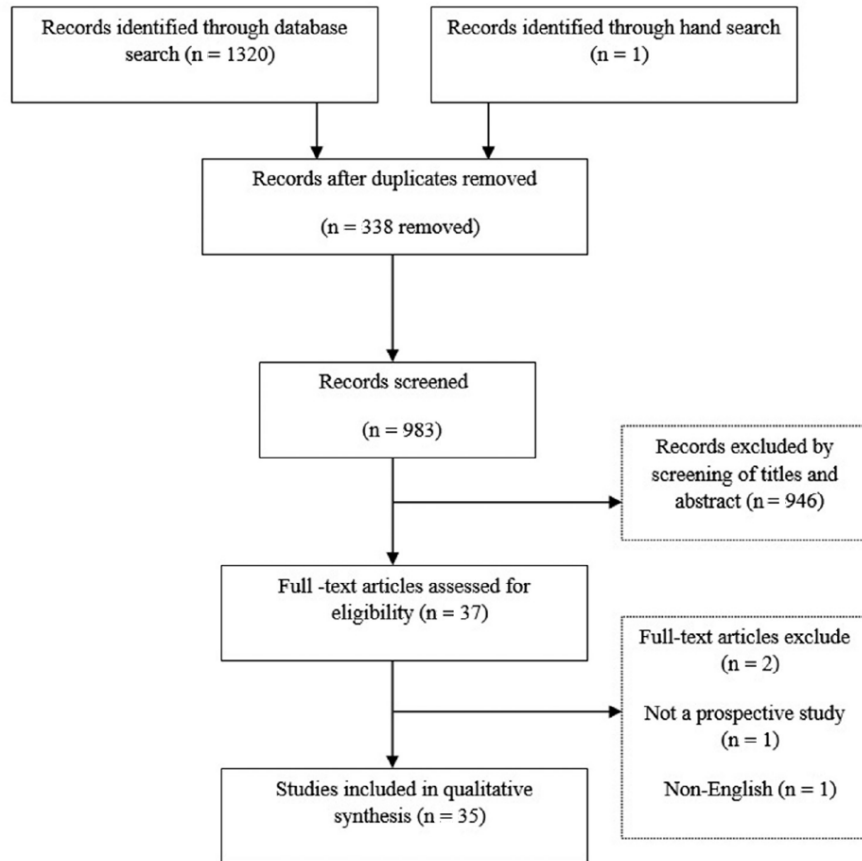 Records identified through database
search (n = 1320)
Records identified through hand search
(n = 1)
Records after duplicates removed
(n = 338 removed)
Records screened
(n = 983)
Records excluded by
screening of titles and
abstract (n = 946)
Full -text articles assessed for
eligibility (n = 37)
Full-text articles exclude
(n = 2)
Not a prospective study
(n = 1)
Non-English (n = 1)
Studies included in qualitative
synthesis (n = 35)